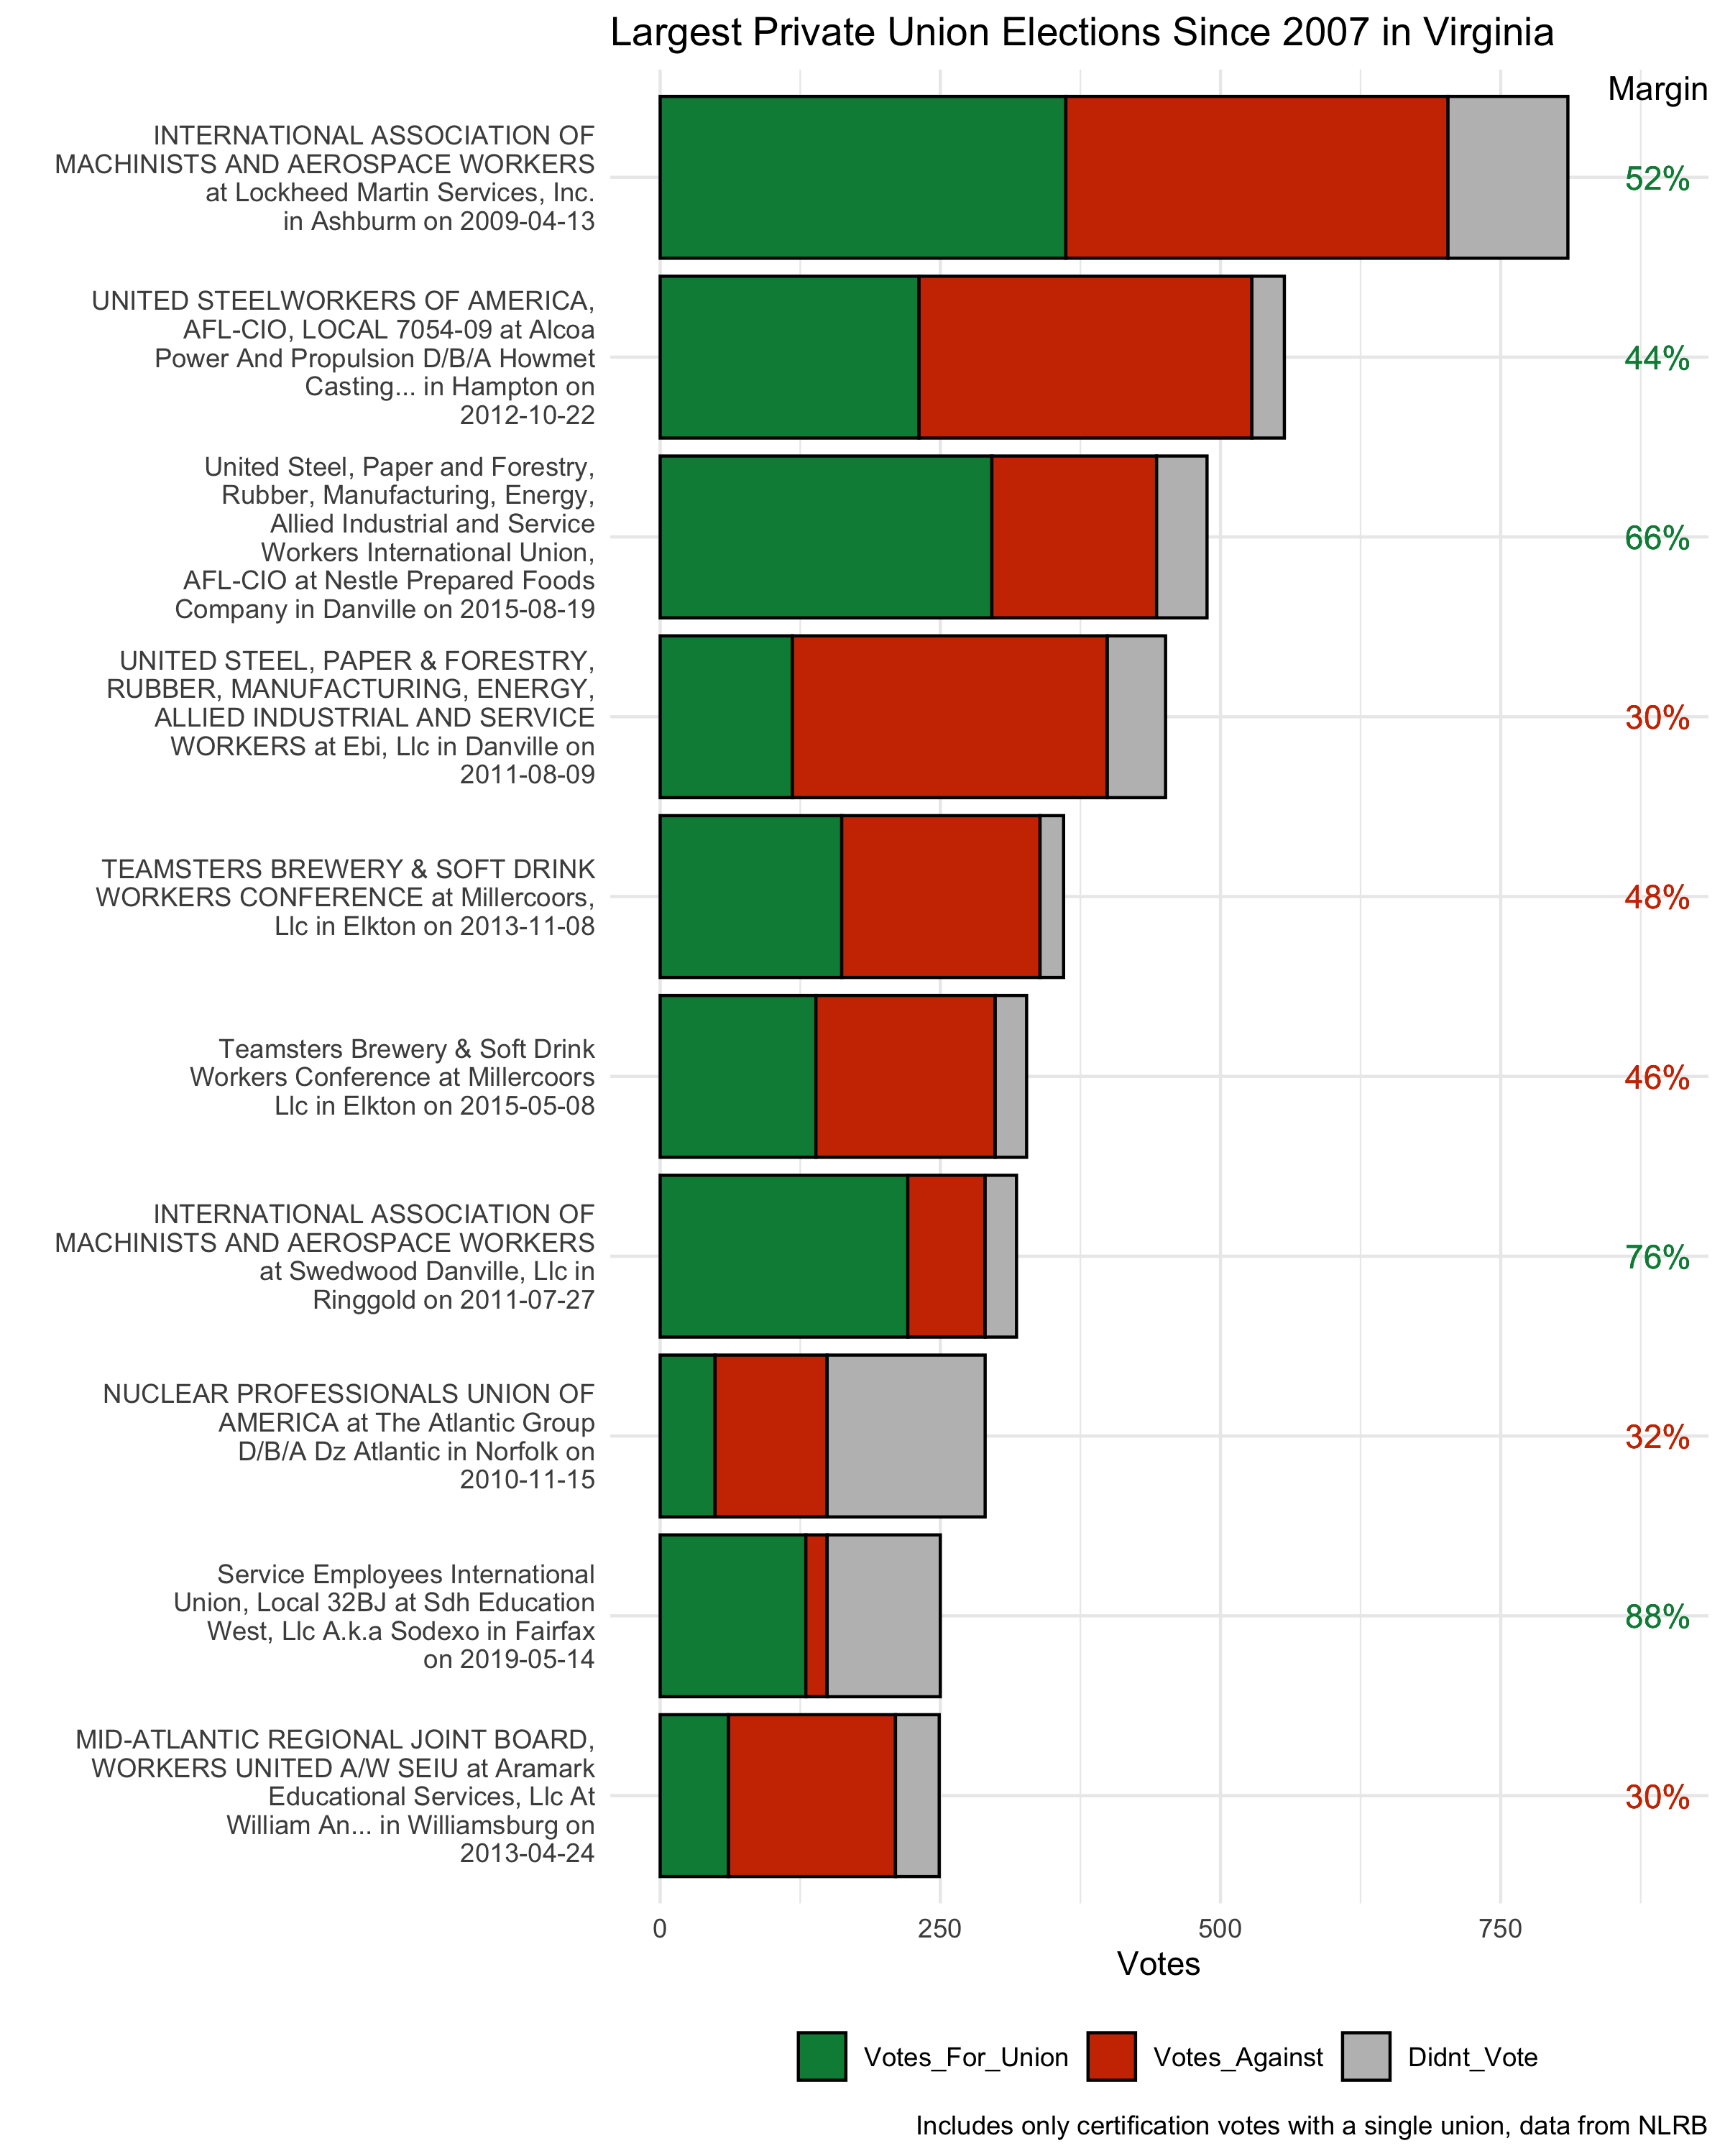 Largest Private Union Elections Since 2007 in Virginia
Margin
INTERNATIONAL ASSOCIATION OF
MACHINISTS AND AEROSPACE WORKERS
at Lockheed Martin Services, Inc.
in Ashburm on 2009-04-13
52%
UNITED STEELWORKERS OF AMERICA,
AFL-CIO, LOCAL 7054-09 at Alcoa
Power And Propulsion D/B/A Howmet
Casting... in Hampton on
2012-10-22
44%
United Steel, Paper and Forestry,
Rubber, Manufacturing, Energy,
Allied Industrial and Service
Workers International Union,
AFL-CIO at Nestle Prepared Foods
Company in Danville on 2015-08-19
66%
UNITED STEEL, PAPER & FORESTRY,
RUBBER, MANUFACTURING, ENERGY,
ALLIED INDUSTRIAL AND SERVICE
WORKERS at Ebi, Llc in Danville on
2011-08-09
30%
TEAMSTERS BREWERY & SOFT DRINK
WORKERS CONFERENCE at Millercoors,
Llc in Elkton on 2013-11-08
48%
Teamsters Brewery & Soft Drink
Workers Conference at Millercoors
Llc in Elkton on 2015-05-08
46%
INTERNATIONAL ASSOCIATION OF
MACHINISTS AND AEROSPACE WORKERS
at Swedwood Danville, Llc in
Ringgold on 2011-07-27
76%
NUCLEAR PROFESSIONALS UNION OF
AMERICA at The Atlantic Group
D/B/A Dz Atlantic in Norfolk on
2010-11-15
32%
Service Employees International
Union, Local 32BJ at Sdh Education
West, Llc A.k.a Sodexo in Fairfax
on 2019-05-14
88%
MID-ATLANTIC REGIONAL JOINT BOARD,
WORKERS UNITED A/W SEIU at Aramark
Educational Services, Llc At
William An... in Williamsburg on
2013-04-24
30%
0 250 500 750
Votes
Votes_For_Union Votes_Against Didnt_Vote
Includes only certification votes with a single union, data from NLRB